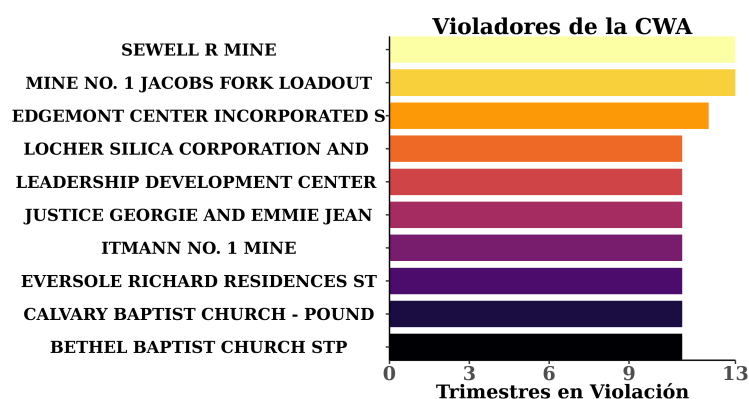 Violadores de la CWA
SEWELL R MINE
MINE NO. 1 JACOBS FORK LOADOUT
EDGEMONT CENTER INCORPORATED S
LOCHER SILICA CORPORATION AND
LEADERSHIP DEVELOPMENT CENTER
JUSTICE GEORGIE AND EMMIE JEAN
ITMANN NO. 1 MINE
EVERSOLE RICHARD RESIDENCES ST
CALVARY BAPTIST CHURCH - POUND
BETHEL BAPTIST CHURCH STP
0 3 6 9 13
Trimestres en Violación